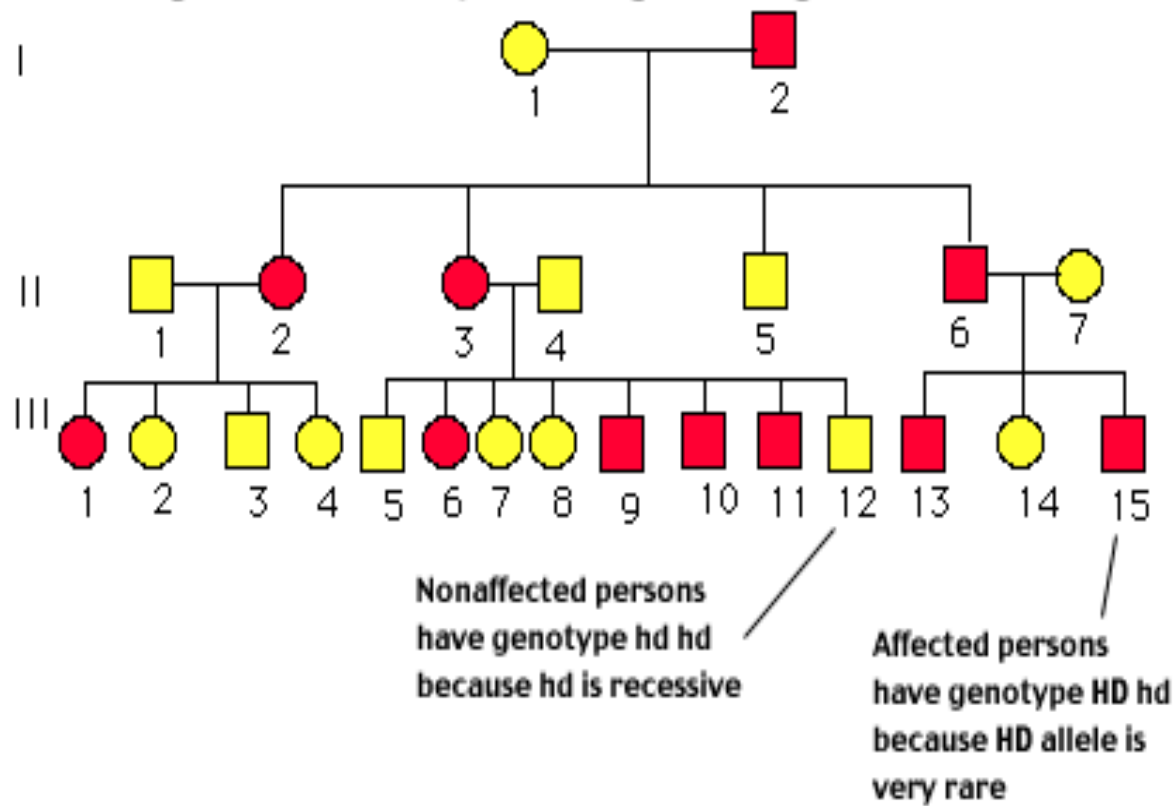 I
1
2
II
1
2
3
4
5
6
7
III
1
2
3
4
5
6
7
8
9
10
11
12
13
14
15
Nonaffected persons
have genotype hd hd
because hd is recessive
Affected persons
have genotype HD hd
because HD allele is
very rare